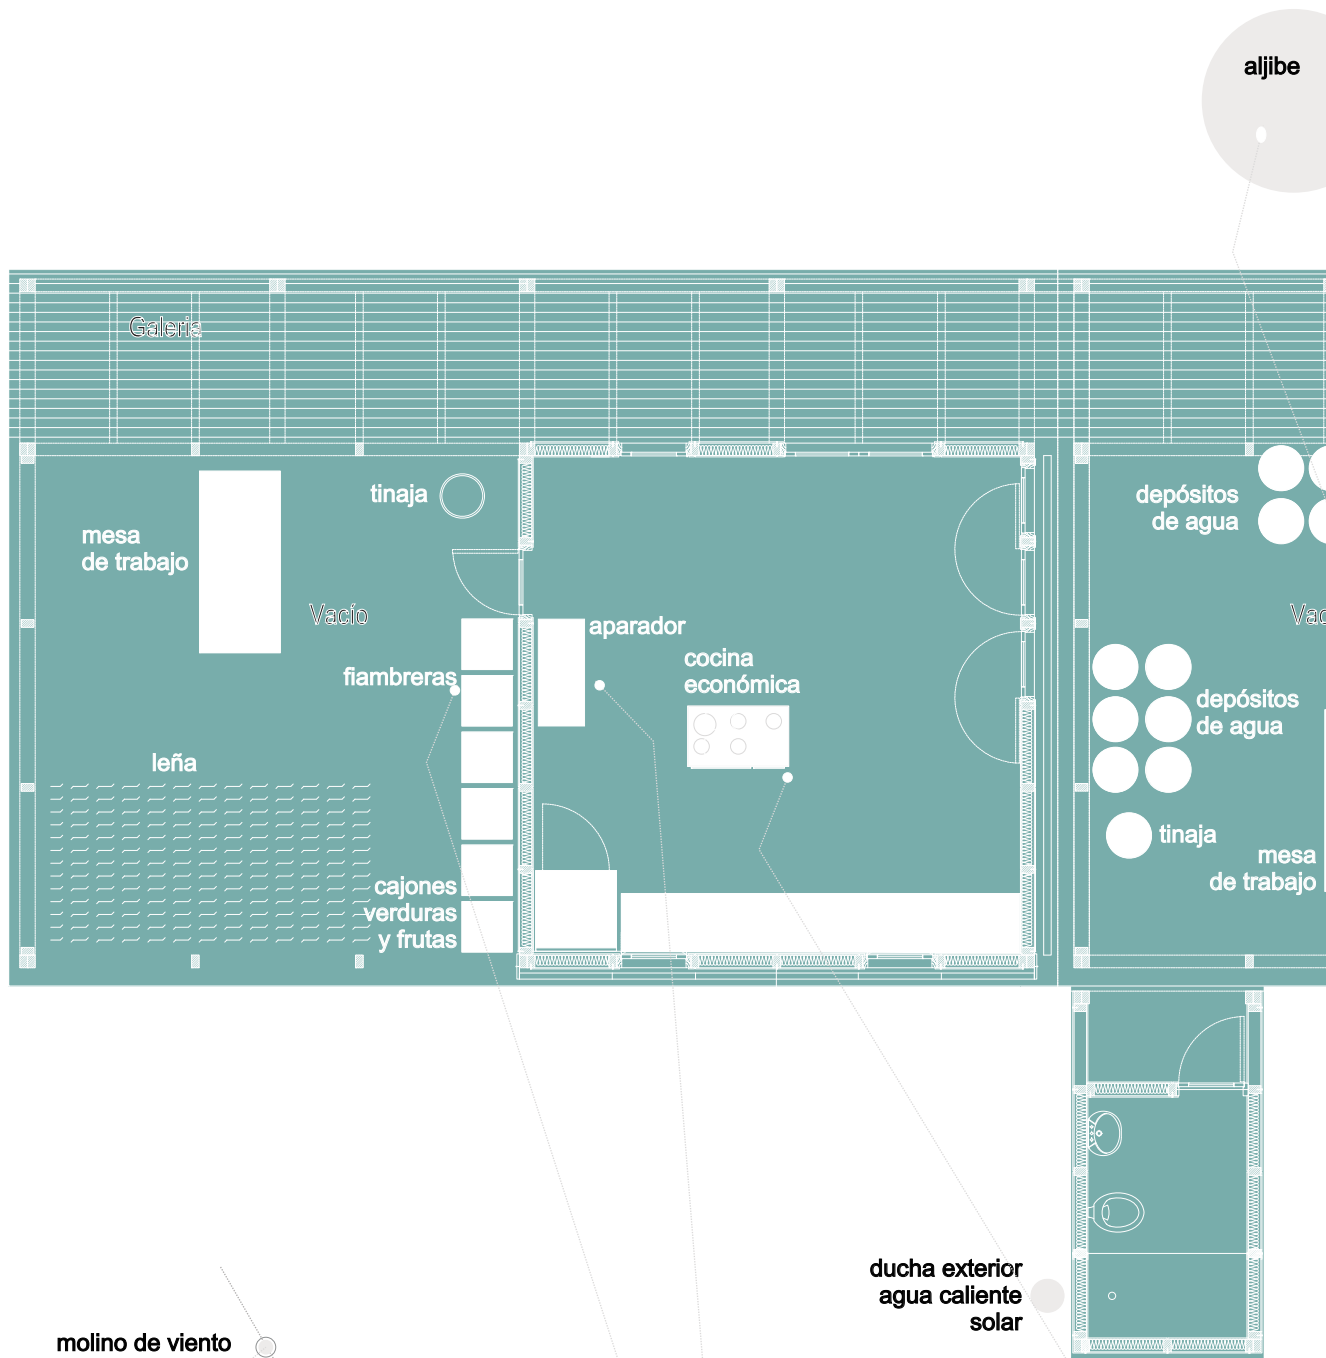 aljibe
Galeria
tinaja
mesa
de trabajo
depósitos
de agua
Vacío
aparador
fiambreras
cocina
económica
depósitos
de agua
leña
tinaja
mesa
de trabajo
cajones
verduras
y frutas
ducha exterior
agua caliente
solar
molino de viento